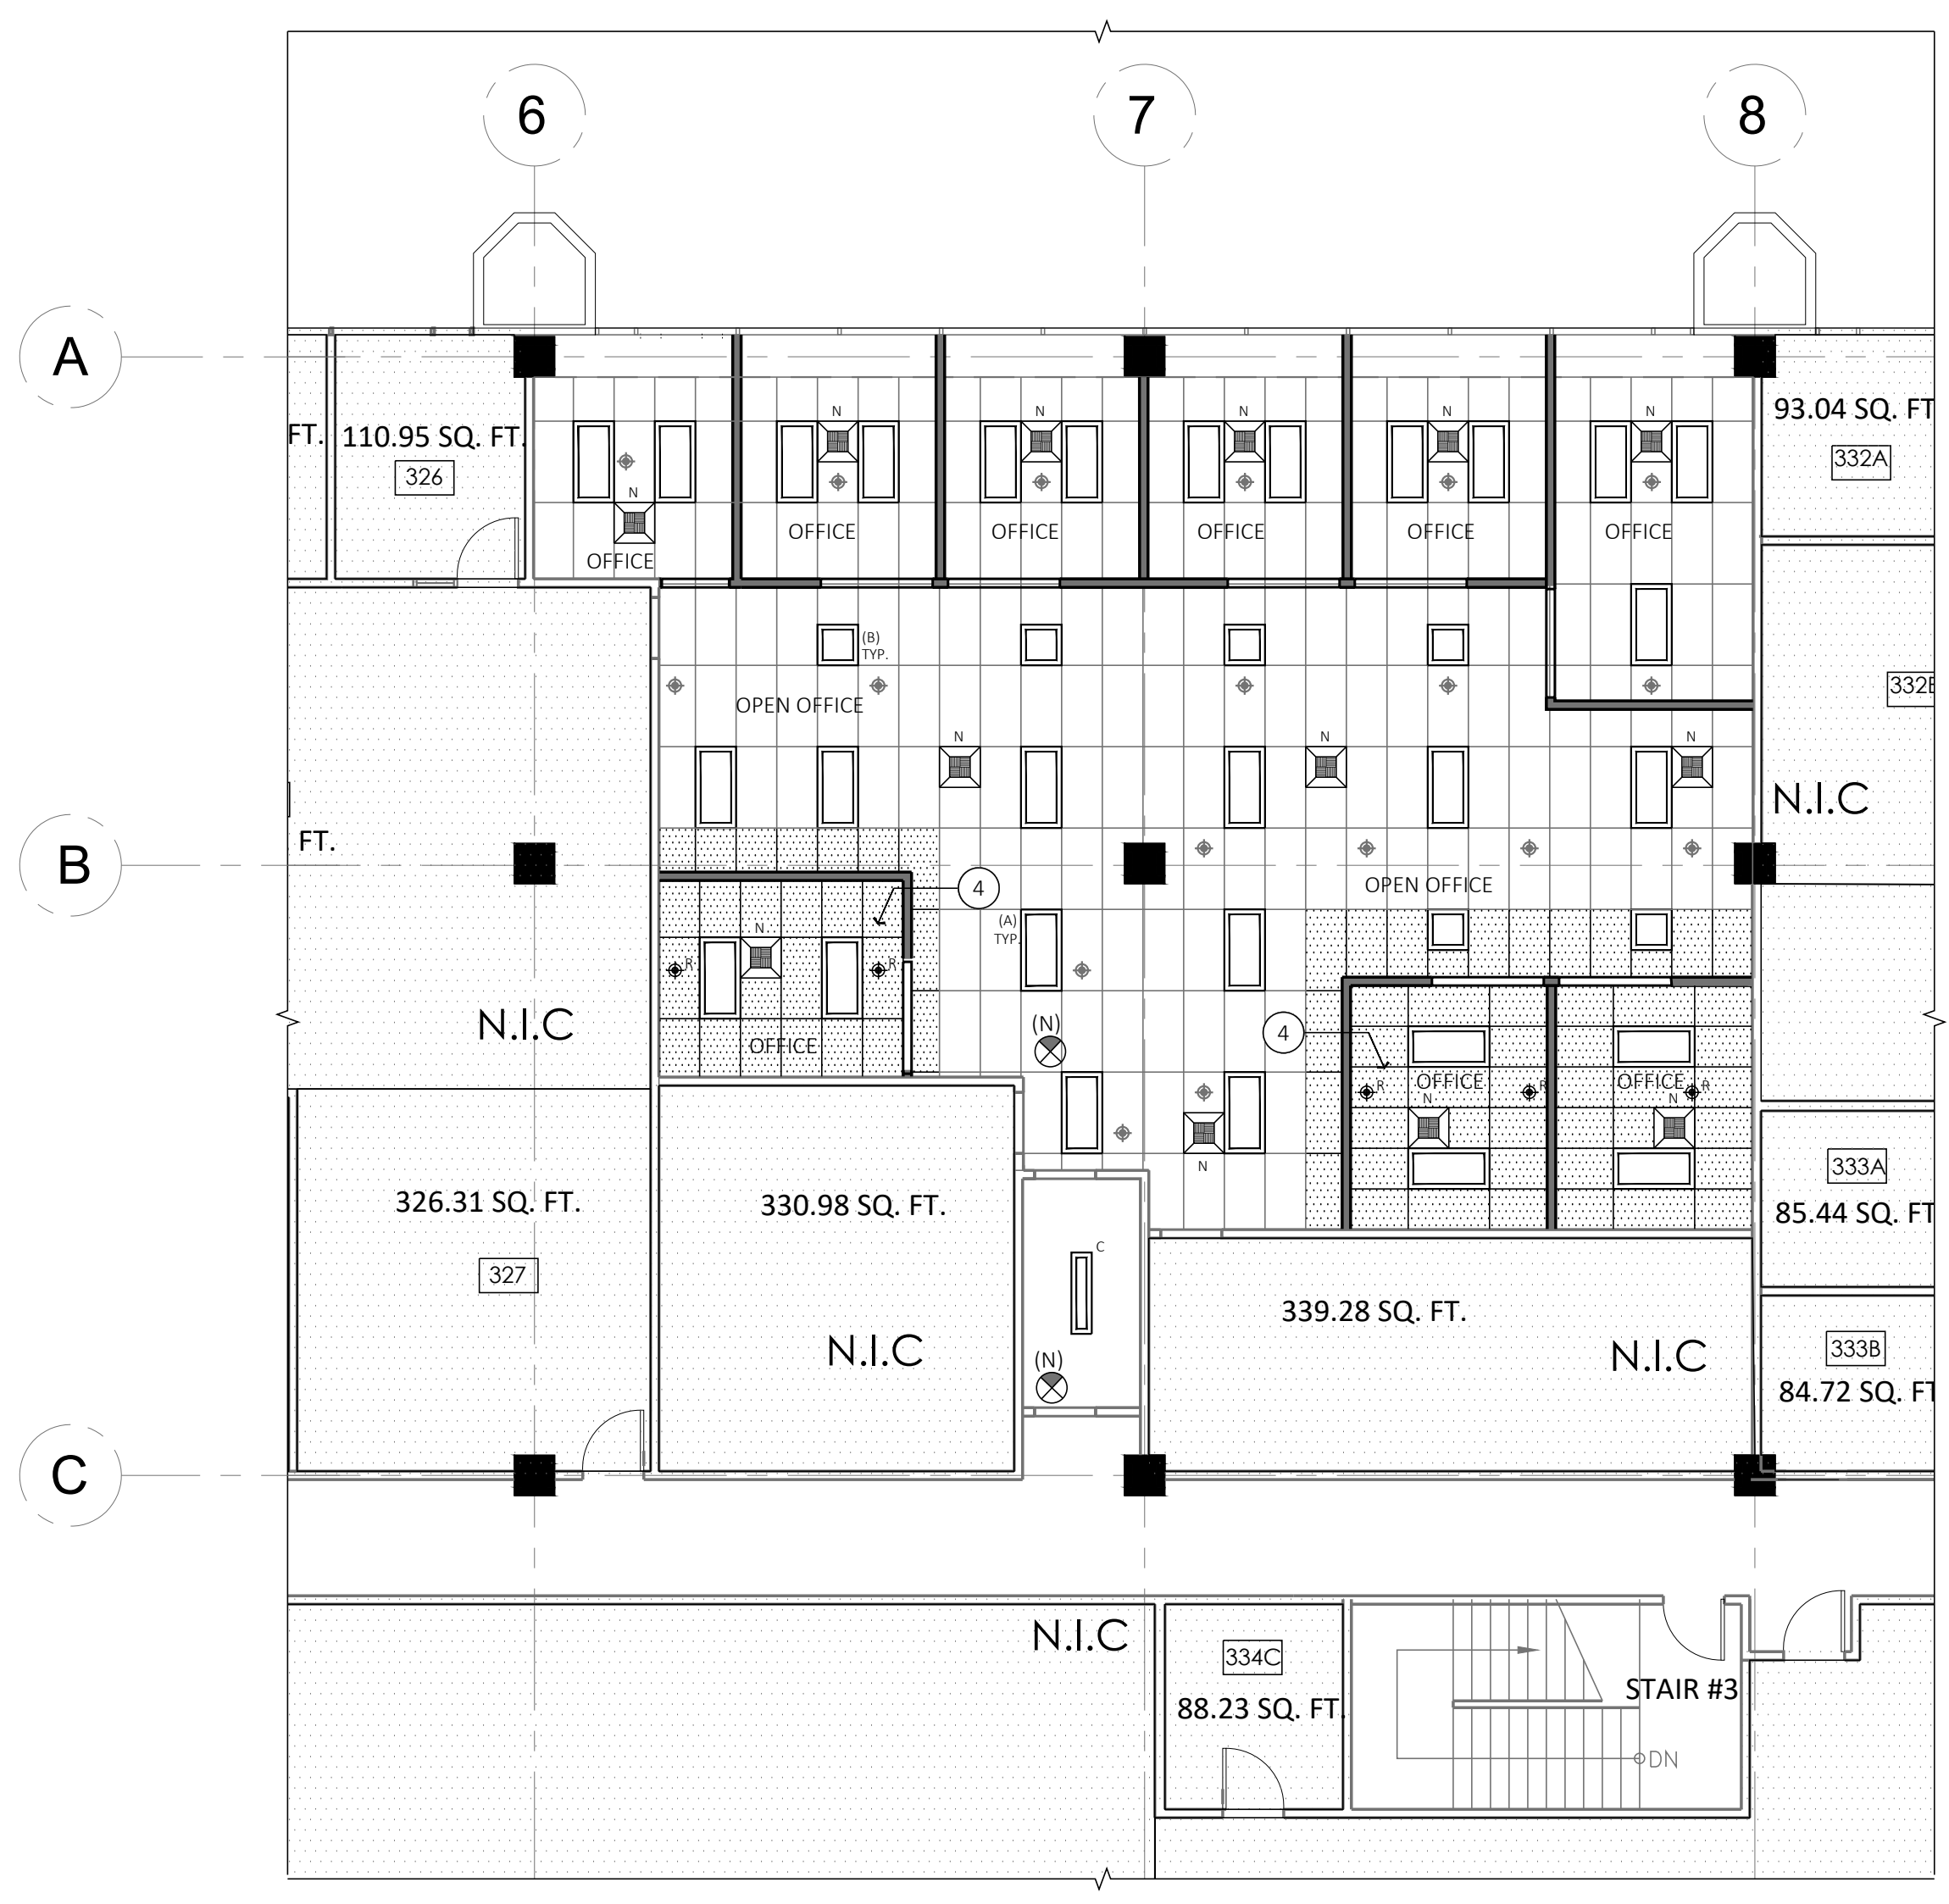 6
7
8
A
FT.
110.95 SQ. FT.
326
N
N
N
N
N
N
OFFICE
OFFICE
OFFICE
OFFICE
OFFICE
OFFICE
93.04 SQ. FT
332A
(B)
TYP.
OPEN OFFICE
332B
N
N
N
N.I.C
B
FT.
OPEN OFFICE
4
(A)
TYP.
N
R
R
N.I.C
OFFICE
(N)
4
OFFICE
R
R
OFFICE
R
N
N
N
333A
85.44 SQ. FT
326.31 SQ. FT.
327
330.98 SQ. FT.
N.I.C
C
(N)
339.28 SQ. FT.
N.I.C
333B
84.72 SQ. FT
C
N.I.C
334C
88.23 SQ. FT.
STAIR #3
DN